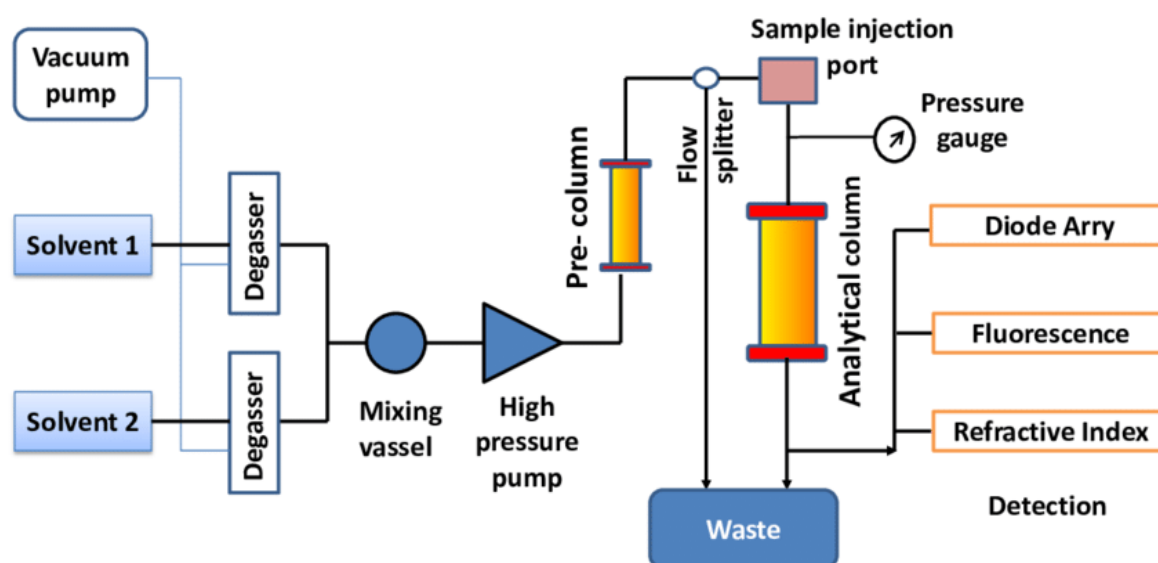 Vacuum
pump
Solvent 1
Degasser
Solvent 2
Degasser
Mixing
vassel
High
pressure
pump
Pre- column
Flow
splitter
Sample injection
port
Pressure
gauge
Analytical column
Diode Arry
Fluorescence
Refractive Index
Detection
Waste